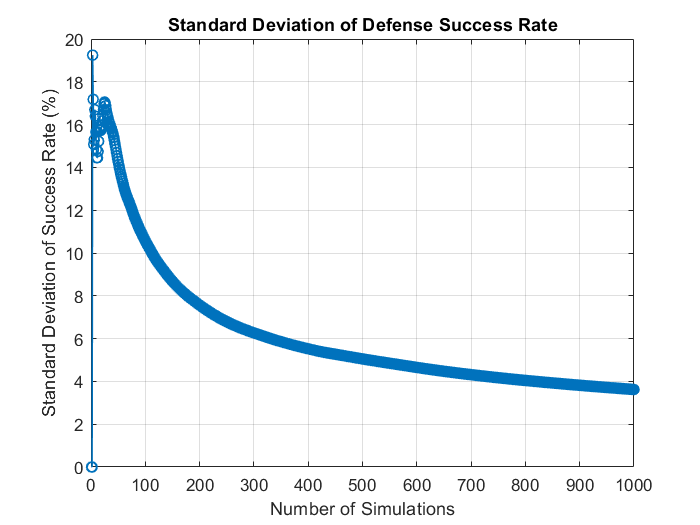 Standard Deviation of Defense Success Rate
20
18
16
14
12
10
8
6
4
2
0
Standard Deviation of Success Rate (%)
0 100 200 300 400 500 600 700 800 900 1000
Number of Simulations